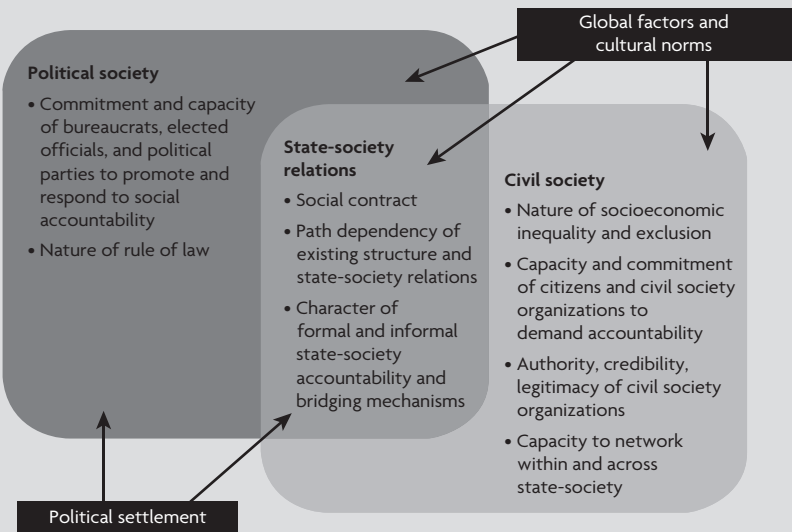 Global factors and
cultural norms
Political society
• Commitment and capacity
of bureaucrats, elected
officials, and political
parties to promote and
respond to social
accountability
• Nature of rule of law
State-society
relations
• Social contract
• Path dependency of
existing structure and
state-society relations
• Character of
formal and informal
state-society
accountability and
bridging mechanisms
Civil society
• Nature of socioeconomic
inequality and exclusion
• Capacity and commitment
of citizens and civil society
organizations to
demand accountability
• Authority, credibility,
legitimacy of civil society
organizations
• Capacity to network
within and across
state-society
Political settlement